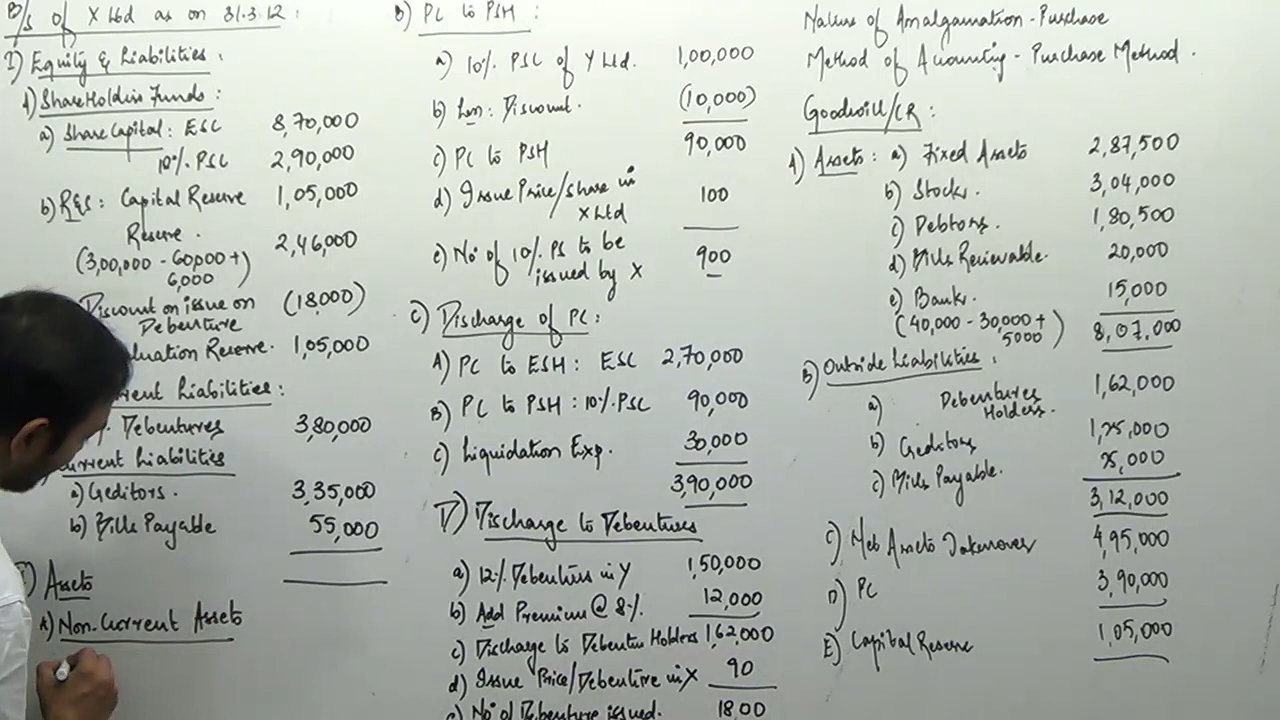 B/s of X Ltd as on 31.3.12 :
I) Equity & Liabilities :
1) ShareHolding Funds :
a) Share Capital : ESC 8,70,000
10% PSC 2,90,000
b) R&S : Capital Reserve 1,05,000
Reserve. 2,46,000
(3,00,000 - 60,000 +
6,000)
Discount on issue on (18,000)
Debenture
luation Reserve. 1,05,000
rrent Liabilities :
%. Debentures 3,80,000
urrent Liabilities
a) Creditors. 3,35,000
b) Bills Payable 55,000
) Assets
A) Non-Current Assets
B) PC to PSH :
a) 10% PSC of Y Ltd. 1,00,000
b) Less : Discount. (10,000)
c) PC to PSH 90,000
d) Issue Price/Share in 100
X Ltd
e) No of 10% PS to be 900
issued by X
C) Discharge of PC :
A) PC to ESH : ESC 2,70,000
B) PC to PSH : 10% PSC 90,000
C) Liquidation Exp. 30,000
3,90,000
D) Discharge to Debentures
a) 12% Debentures in Y 1,50,000
b) Add Premium @ 8% 12,000
c) Discharge to Debenture Holders 1,62,000
d) Issue Price/Debenture in X 90
No of Debenture issued. 1800
Nature of Amalgamation - Purchase
Method of Accounting - Purchase Method.
Goodwill/CR :
A) Assets : a) Fixed Assets 2,87,500
b) Stocks. 3,04,000
c) Debtors. 1,80,500
d) Bills Recievable. 20,000
e) Bank. 15,000
(40,000 - 30,000 +
5000) 8,07,000
B) Outside Liabilities :
a) Debentures 1,62,000
Holders.
b) Creditors 1,25,000
c) Bills Payable. 25,000
3,12,000
C) Net Assets Takenover 4,95,000
D) PC 3,90,000
E) Capital Reserve 1,05,000